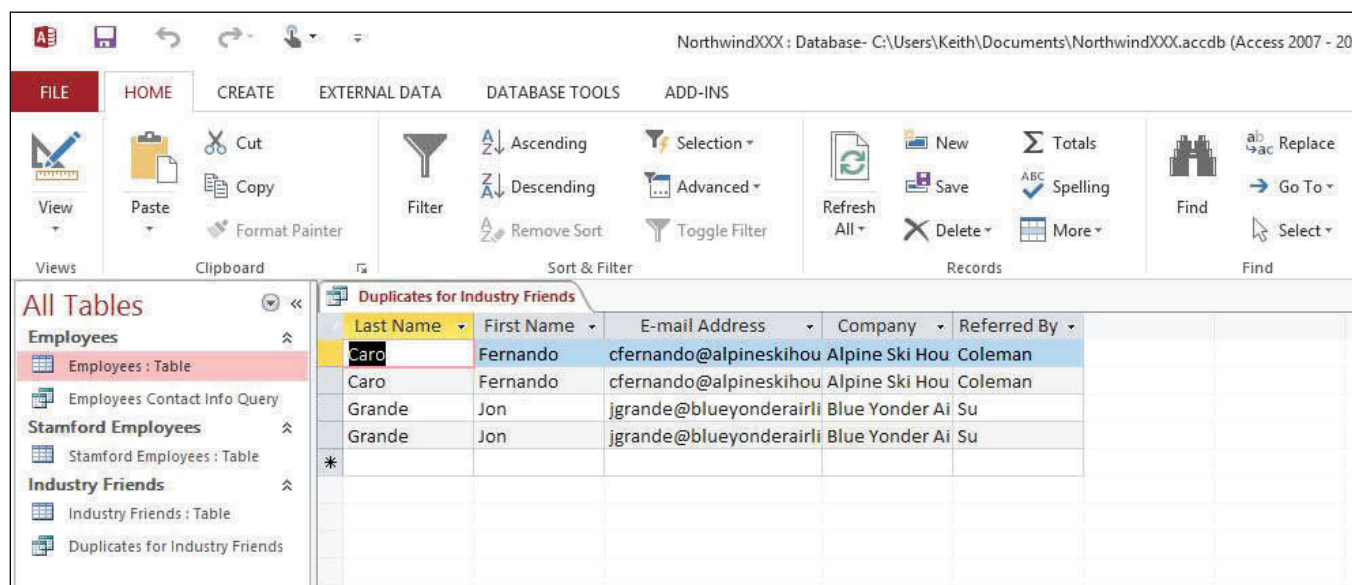 NorthwindXXX : Database- C:\Users\Keith\Documents\NorthwindXXX.accdb (Access 2007 - 20
FILE HOME CREATE EXTERNAL DATA DATABASE TOOLS ADD-INS
View
Paste
Cut
Copy
Format Painter
Filter
Ascending
Descending
Remove Sort
Selection
Advanced
Toggle Filter
Refresh
All
New
Save
Delete
Totals
Spelling
More
Find
Replace
Go To
Select
Views Clipboard Sort & Filter Records Find
All Tables
Employees
Employees : Table
Employees Contact Info Query
Stamford Employees
Stamford Employees : Table
Industry Friends
Industry Friends : Table
Duplicates for Industry Friends
Duplicates for Industry Friends
Last Name First Name E-mail Address Company Referred By
Caro Fernando cfernando@alpineskihou Alpine Ski Hou Coleman
Caro Fernando cfernando@alpineskihou Alpine Ski Hou Coleman
Grande Jon jgrande@blueyonderairli Blue Yonder Ai Su
Grande Jon jgrande@blueyonderairli Blue Yonder Ai Su